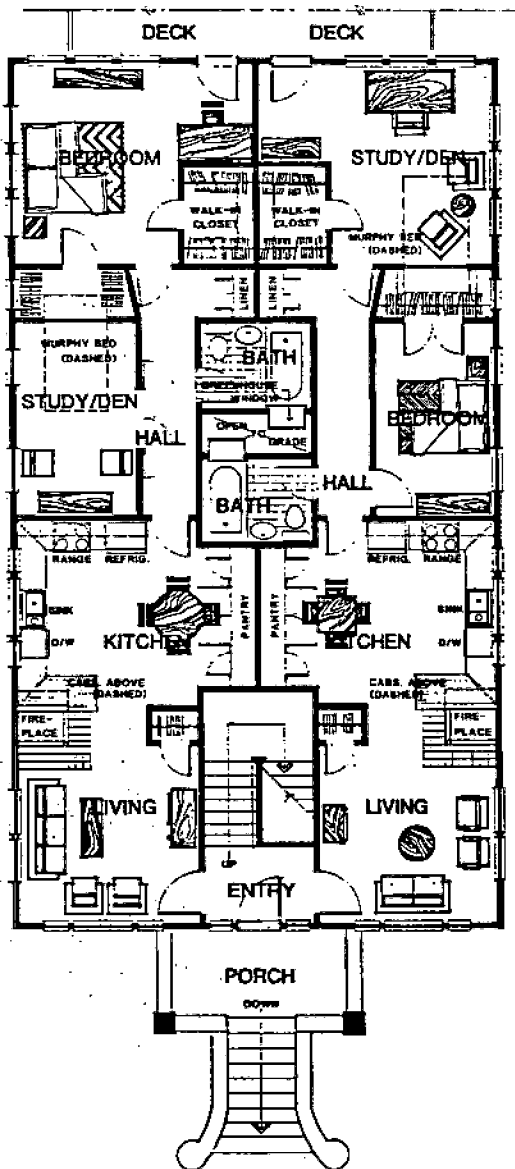 DECK DECK
BEDROOM STUDY/DEN
WALK-IN WALK-IN
CLOSET CLOSET
MURPHY BED
(DASHED)
LINEN LINEN
MURPHY BED
(DASHED)
BATH
GREENHOUSE
WINDOW
STUDY/DEN
BEDROOM
OPEN TO
GRADE
HALL
HALL
BATH
RANGE REFRIG. REFRIG. RANGE
SINK SINK
D/W D/W
PANTRY PANTRY
KITCHEN KITCHEN
CABS. ABOVE CABS. ABOVE
(DASHED) (DASHED)
FIRE- FIRE-
PLACE PLACE
LIVING LIVING
UP
ENTRY
PORCH
DOWN